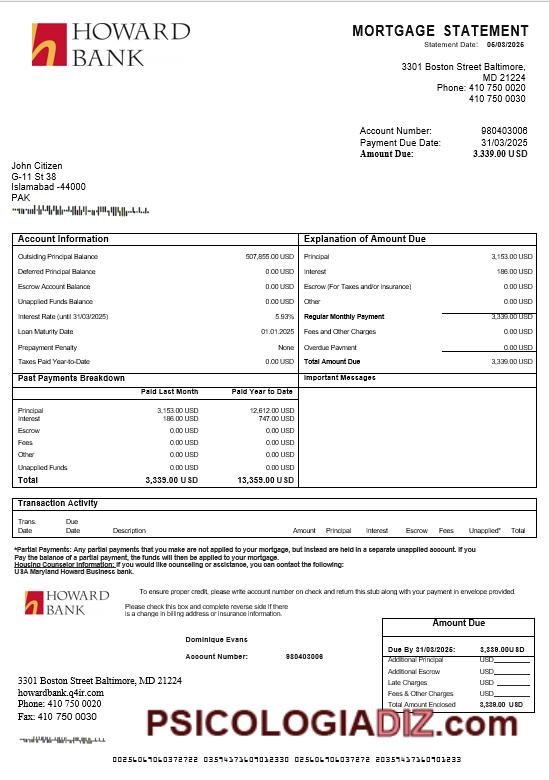 HOWARD
BANK
MORTGAGE STATEMENT
Statement Date: 05/03/2025
3301 Boston Street Baltimore,
MD 21224
Phone: 410 750 0020
410 750 0030
Account Number: 980403006
Payment Due Date: 31/03/2025
Amount Due: 3,339.00 USD
John Citizen
G-11 St 38
Islamabad -44000
PAK
Account Information
Outsiding Principal Balance 507,855.00 USD
Deferred Principal Balance 0.00 USD
Escrow Account Balance 0.00 USD
Unapplied Funds Balance 0.00 USD
Interest Rate (until 31/03/2025) 5.93%
Loan Maturity Date 01.01.2025
Prepayment Penalty None
Taxes Paid Year-to-Date 0.00 USD
Explanation of Amount Due
Principal 3,153.00 USD
Interest 186.00 USD
Escrow (For Taxes and/or insurance) 0.00 USD
Other 0.00 USD
Regular Monthly Payment 3,339.00 USD
Fees and Other Charges 0.00 USD
Overdue Payment 0.00 USD
Total Amount Due 3,339.00 USD
Past Payments Breakdown
Paid Last Month Paid Year to Date
Principal 3,153.00 USD 12,612.00 USD
Interest 186.00 USD 747.00 USD
Escrow 0.00 USD 0.00 USD
Fees 0.00 USD 0.00 USD
Other 0.00 USD 0.00 USD
Unapplied Funds 0.00 USD 0.00 USD
Total 3,339.00 USD 13,359.00 USD
Important Messages
Transaction Activity
Trans. Due
Date Date Description Amount Principal Interest Escrow Fees Unapplied* Total
*Partial Payments: Any partial payments that you make are not applied to your mortgage, but instead are held in a separate unapplied account. If you
Pay the balance of a partial payment, the funds will then be applied to your mortgage.
Housing Counselor Information: If you would like counseling or assistance, you can contact the following:
USA Maryland Howard Business bank.
HOWARD
BANK
To ensure proper credit, please write account number on check and return this stub along with your payment in envelope provided.
Please check this box and complete reverse side if there
is a change in billing address or insurance information.
Dominique Evans
Account Number: 980403006
Amount Due
Due By 31/03/2025: 3,339.00USD
Additional Principal USD
Additional Escrow USD
Late Charges USD
Fees & Other Charges USD
Total Amount Enclosed 3,339.00 USD
3301 Boston Street Baltimore, MD 21224
howardbank.q4ir.com
Phone: 410 750 0020
Fax: 410 750 0030
PSICOLOGIADIZ.com